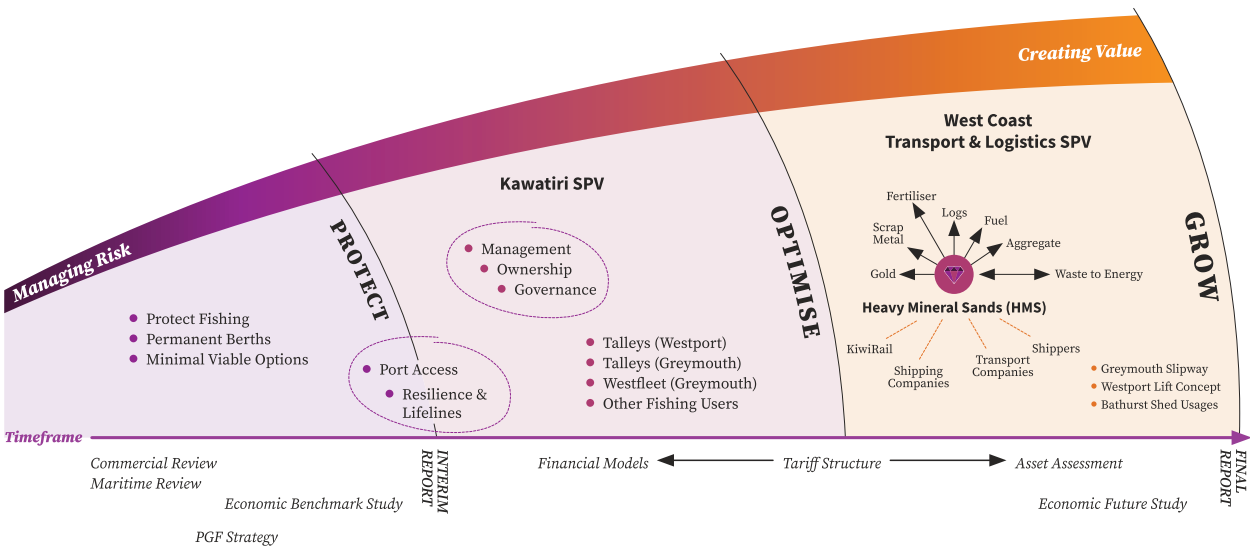 Creating Value
Managing Risk
PROTECT
Protect Fishing
Permanent Berths
Minimal Viable Options
Port Access
Resilience &
Lifelines
Kawatiri SPV
Management
Ownership
Governance
Talleys (Westport)
Talleys (Greymouth)
Westfleet (Greymouth)
Other Fishing Users
OPTIMISE
West Coast
Transport & Logistics SPV
Fertiliser
Logs
Fuel
Scrap
Metal
Aggregate
Gold
Waste to Energy
Heavy Mineral Sands (HMS)
KiwiRail
Shipping
Companies
Transport
Companies
Shippers
Greymouth Slipway
Westport Lift Concept
Bathurst Shed Usages
GROW
Timeframe
Commercial Review
Maritime Review
Economic Benchmark Study
PGF Strategy
INTERIM
REPORT
Financial Models
Tariff Structure
Asset Assessment
Economic Future Study
FINAL
REPORT